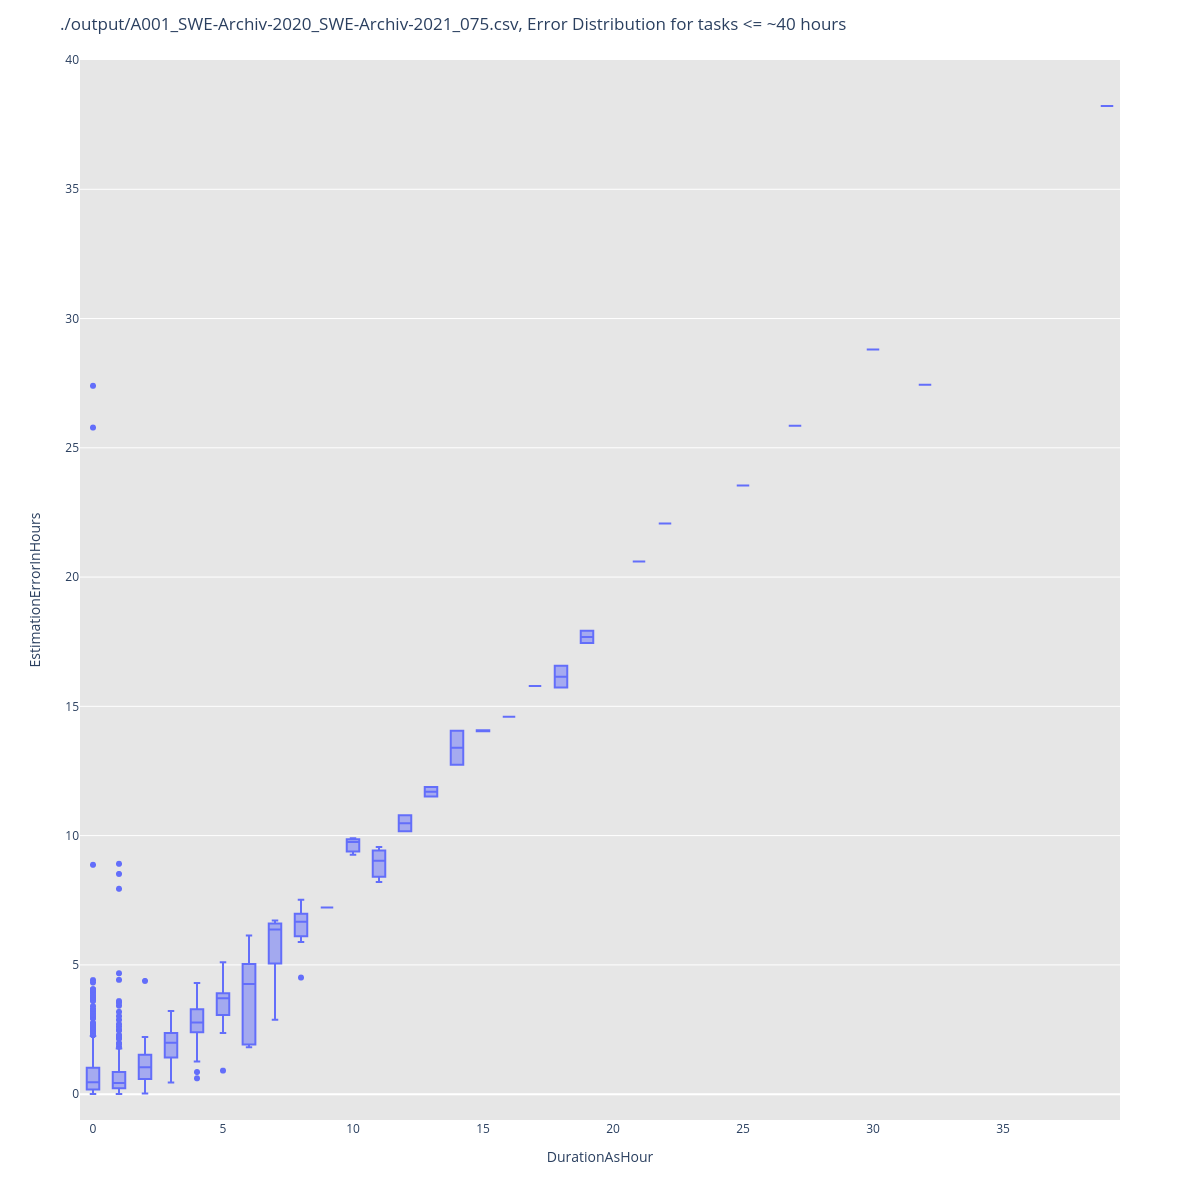 ./output/A001_SWE-Archiv-2020_SWE-Archiv-2021_075.csv, Error Distribution for tasks <= ~40 hours
40
35
30
25
20
15
10
5
0
EstimationErrorInHours
0 5 10 15 20 25 30 35
DurationAsHour